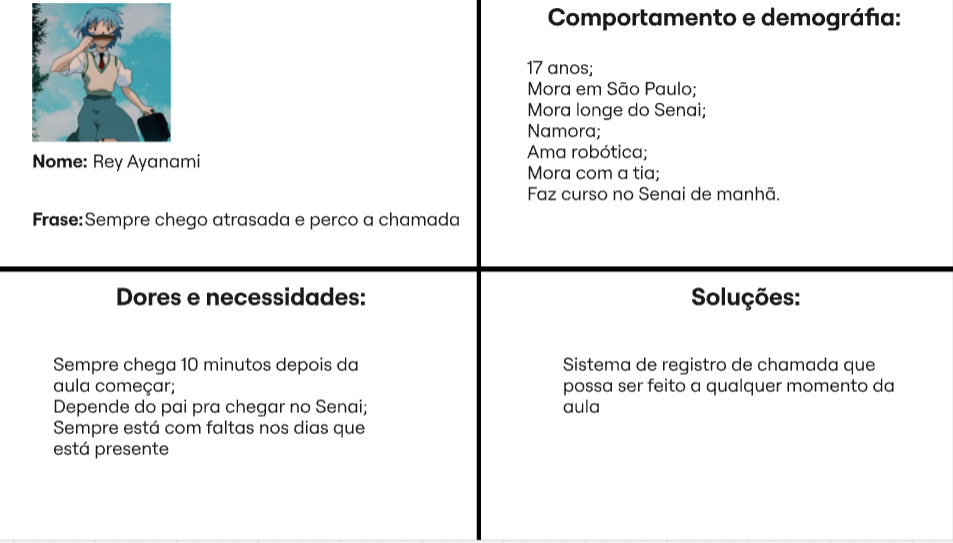 Nome: Rey Ayanami
Frase:Sempre chego atrasada e perco a chamada
Comportamento e demográfia:
17 anos;
Mora em São Paulo;
Mora longe do Senai;
Namora;
Ama robótica;
Mora com a tia;
Faz curso no Senai de manhã.
Dores e necessidades:
Sempre chega 10 minutos depois da
aula começar;
Depende do pai pra chegar no Senai;
Sempre está com faltas nos dias que
está presente
Soluções:
Sistema de registro de chamada que
possa ser feito a qualquer momento da
aula